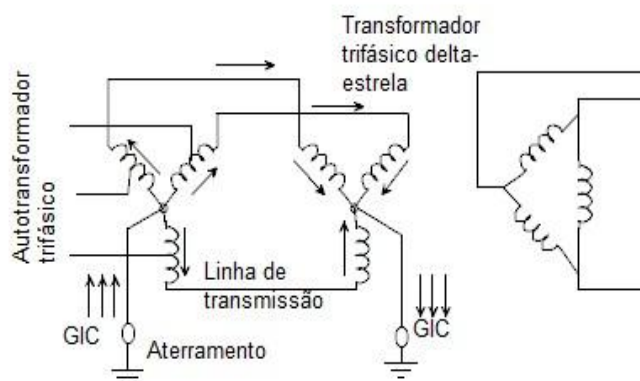 Transformador
trifásico delta-
estrela
Autotransformador
trifásico
Linha de
transmissão
GIC
GIC
Aterramento